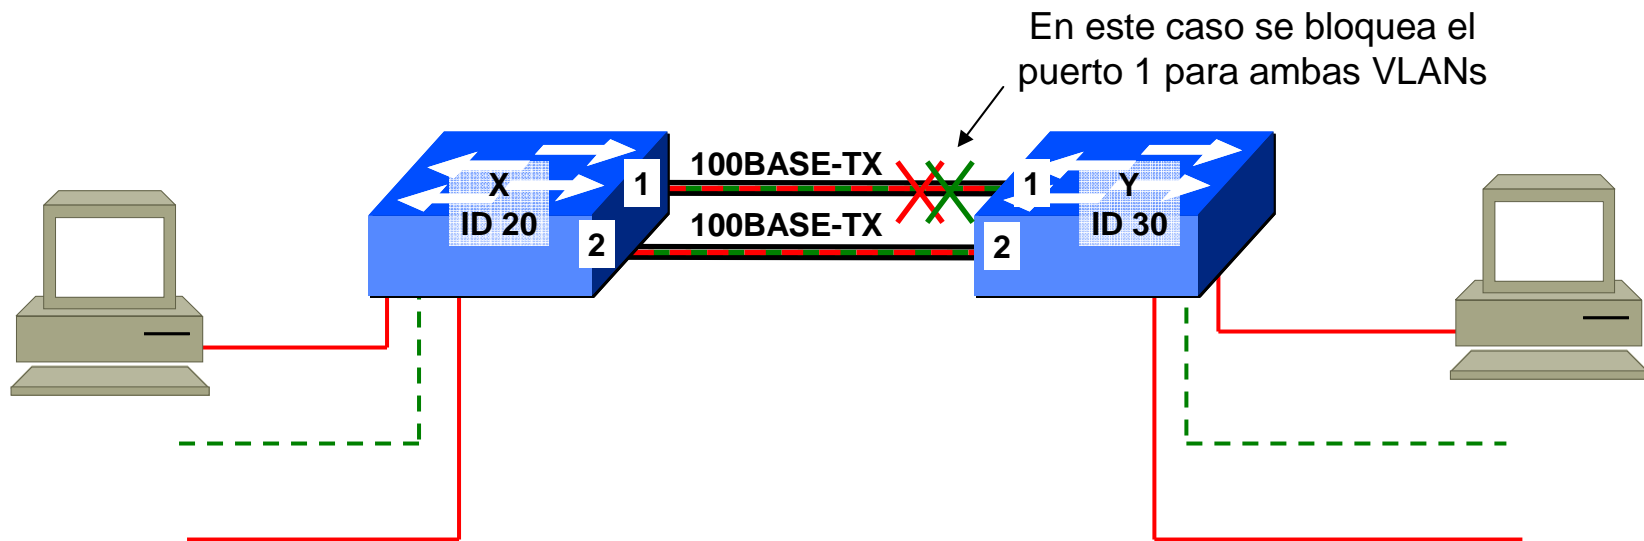 En este caso se bloquea el
puerto 1 para ambas VLANs
100BASE-TX
X
ID 20
1
1
Y
ID 30
100BASE-TX
2
2